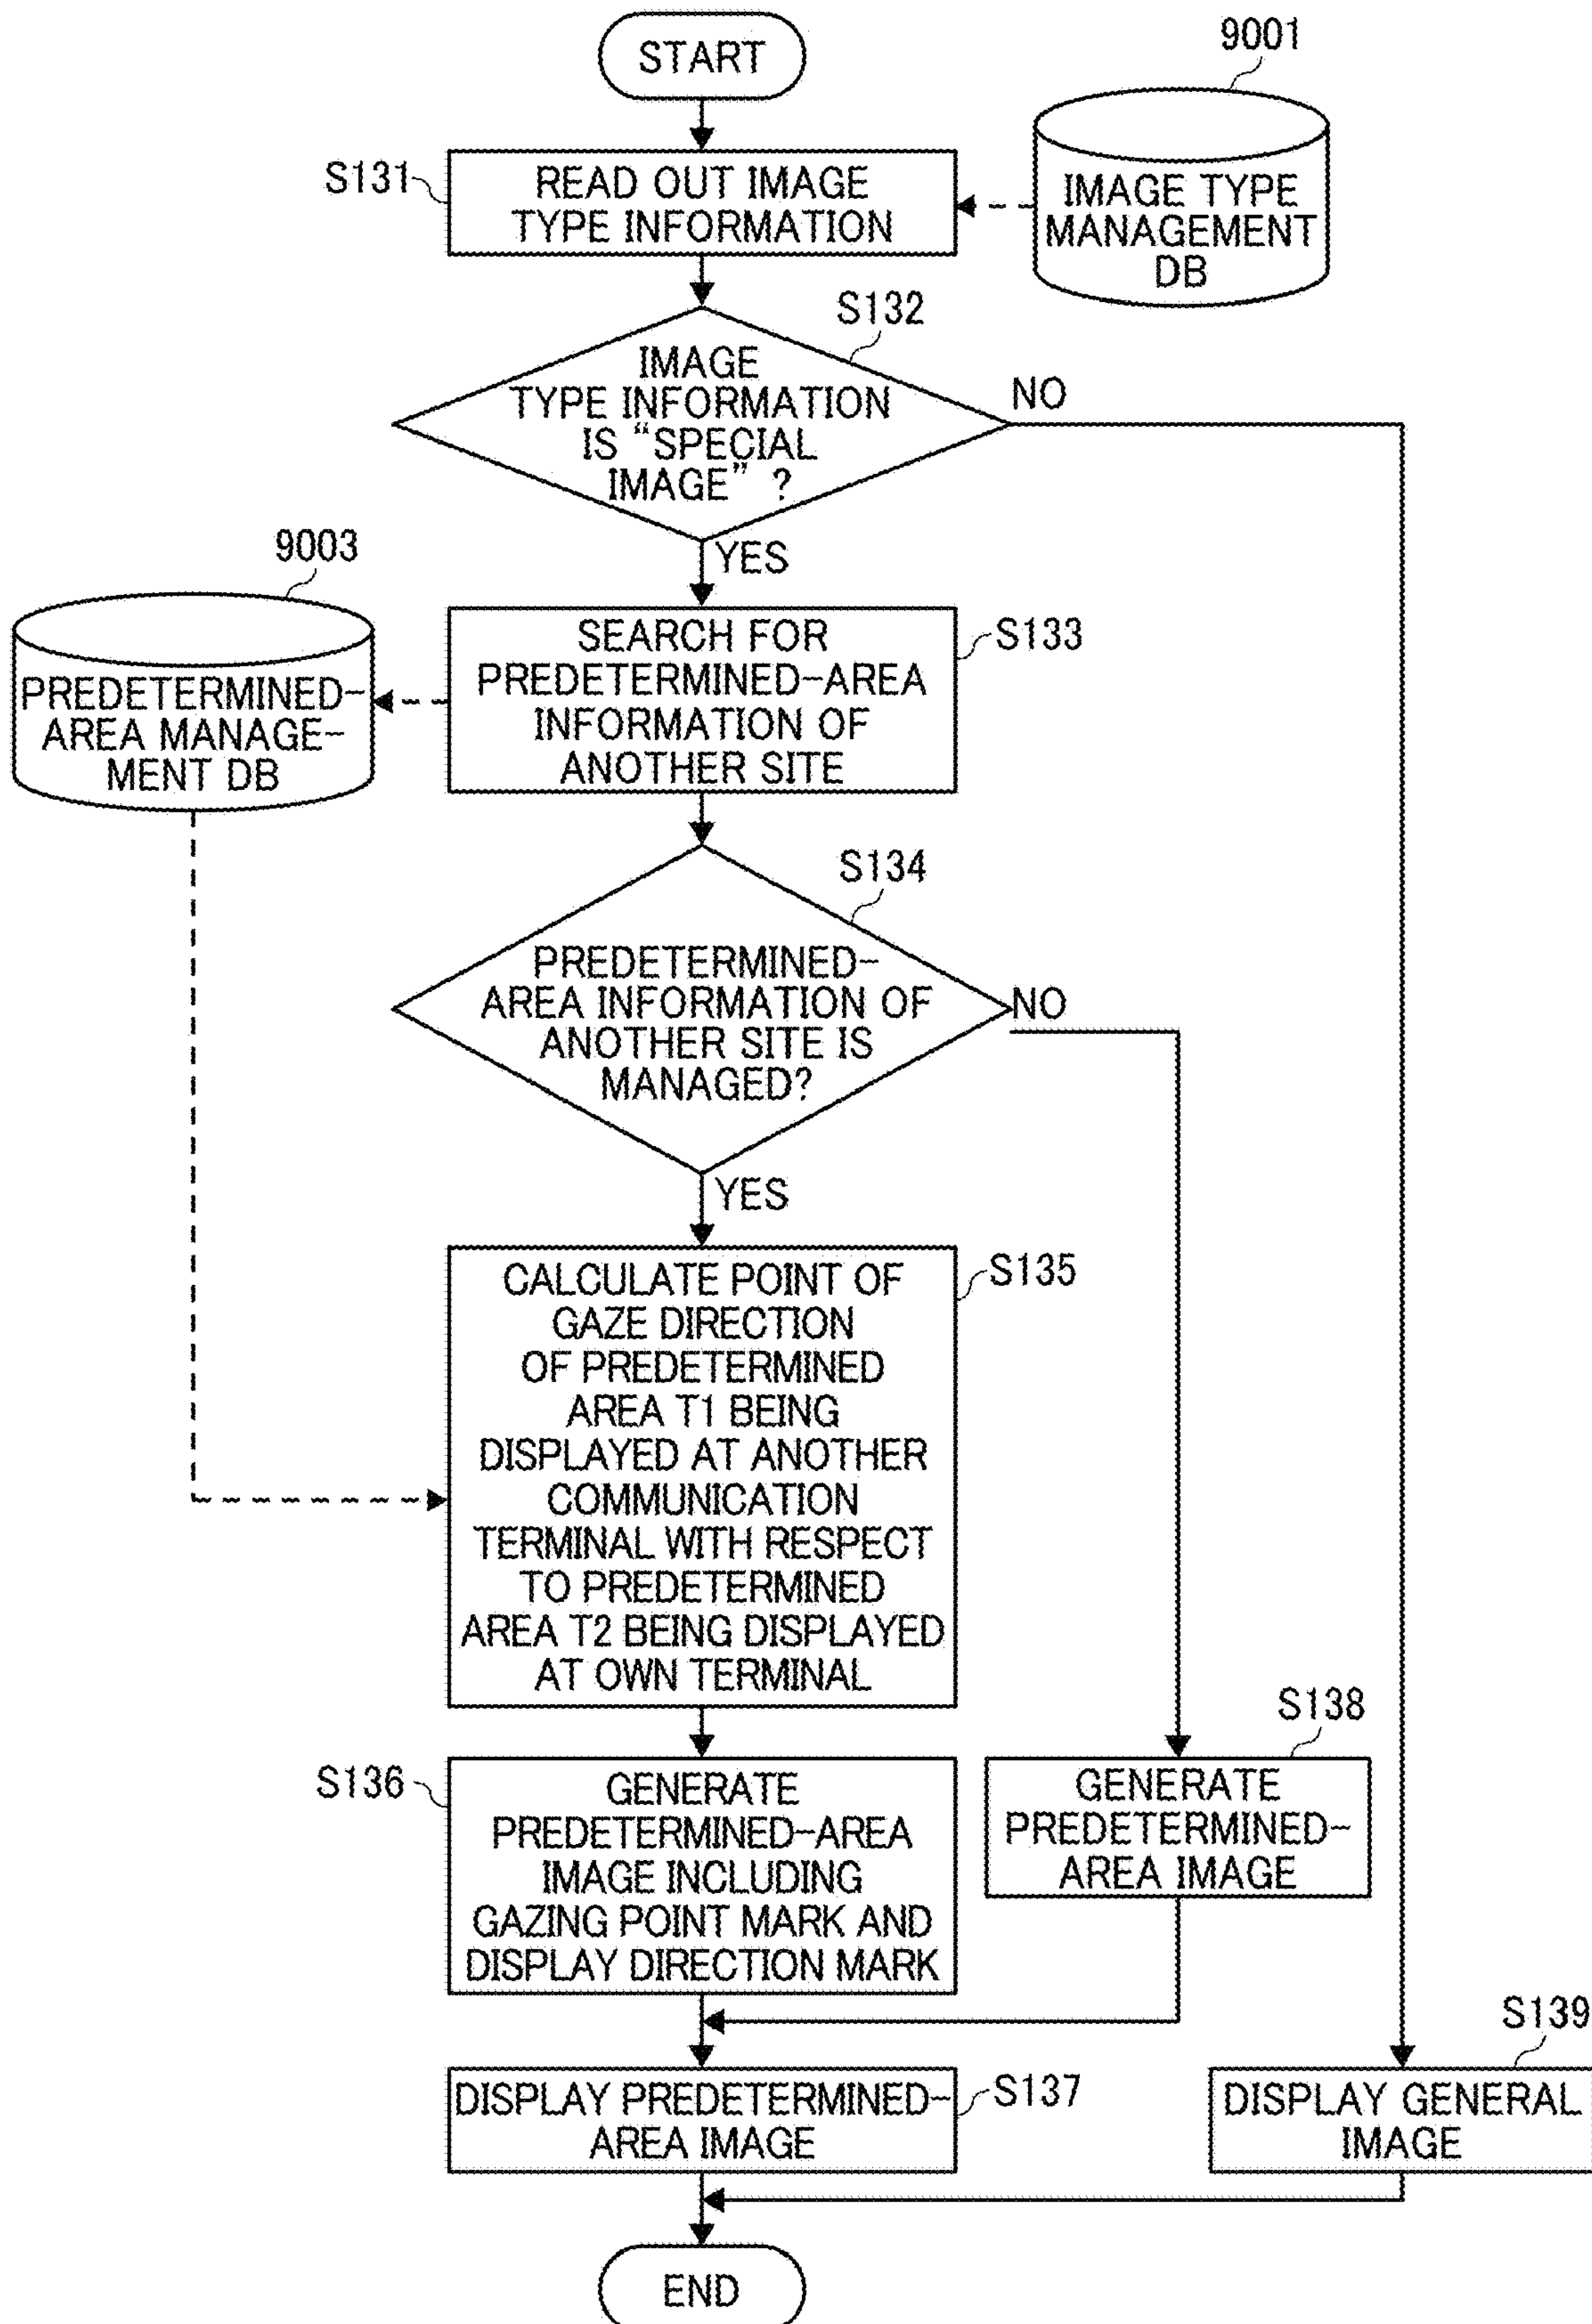 START
9001
S131
READ OUT IMAGE
TYPE INFORMATION
IMAGE TYPE
MANAGEMENT
DB
S132
IMAGE
TYPE INFORMATION
IS “SPECIAL
IMAGE” ?
NO
YES
9003
PREDETERMINED-
AREA MANAGE-
MENT DB
SEARCH FOR
PREDETERMINED-AREA
INFORMATION OF
ANOTHER SITE
S133
S134
PREDETERMINED-
AREA INFORMATION OF
ANOTHER SITE IS
MANAGED?
NO
YES
CALCULATE POINT OF
GAZE DIRECTION
OF PREDETERMINED
AREA T1 BEING
DISPLAYED AT ANOTHER
COMMUNICATION
TERMINAL WITH RESPECT
TO PREDETERMINED
AREA T2 BEING DISPLAYED
AT OWN TERMINAL
S135
S136
GENERATE
PREDETERMINED-AREA
IMAGE INCLUDING
GAZING POINT MARK AND
DISPLAY DIRECTION MARK
S138
GENERATE
PREDETERMINED-
AREA IMAGE
DISPLAY PREDETERMINED-
AREA IMAGE
S137
S139
DISPLAY GENERAL
IMAGE
END